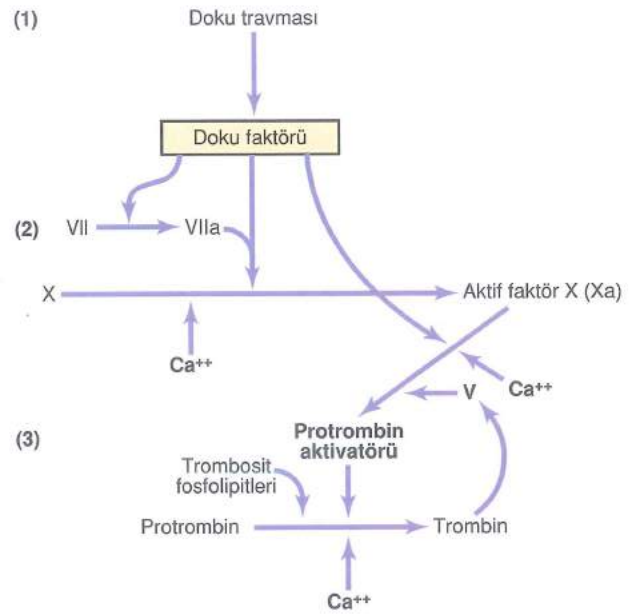 (1)
Doku travması
Doku faktörü
(2)
VII
VIIa
X
Aktif faktör X (Xa)
Ca++
V
Ca++
(3)
Protrombin
aktivatörü
Trombosit
fosfolipitleri
Protrombin
Trombin
Ca++